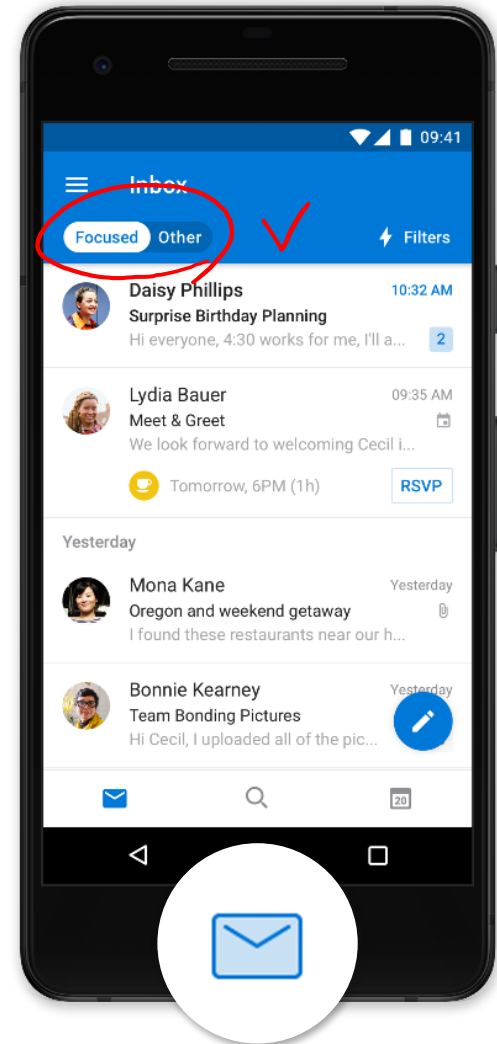 09:41
Inbox
Focused Other Filters
Daisy Phillips 10:32 AM
Surprise Birthday Planning
Hi everyone, 4:30 works for me, I'll a... 2
Lydia Bauer 09:35 AM
Meet & Greet
We look forward to welcoming Cecil i...
Tomorrow, 6PM (1h) RSVP
Yesterday
Mona Kane Yesterday
Oregon and weekend getaway
I found these restaurants near our h...
Bonnie Kearney Yesterday
Team Bonding Pictures
Hi Cecil, I uploaded all of the pic...
20